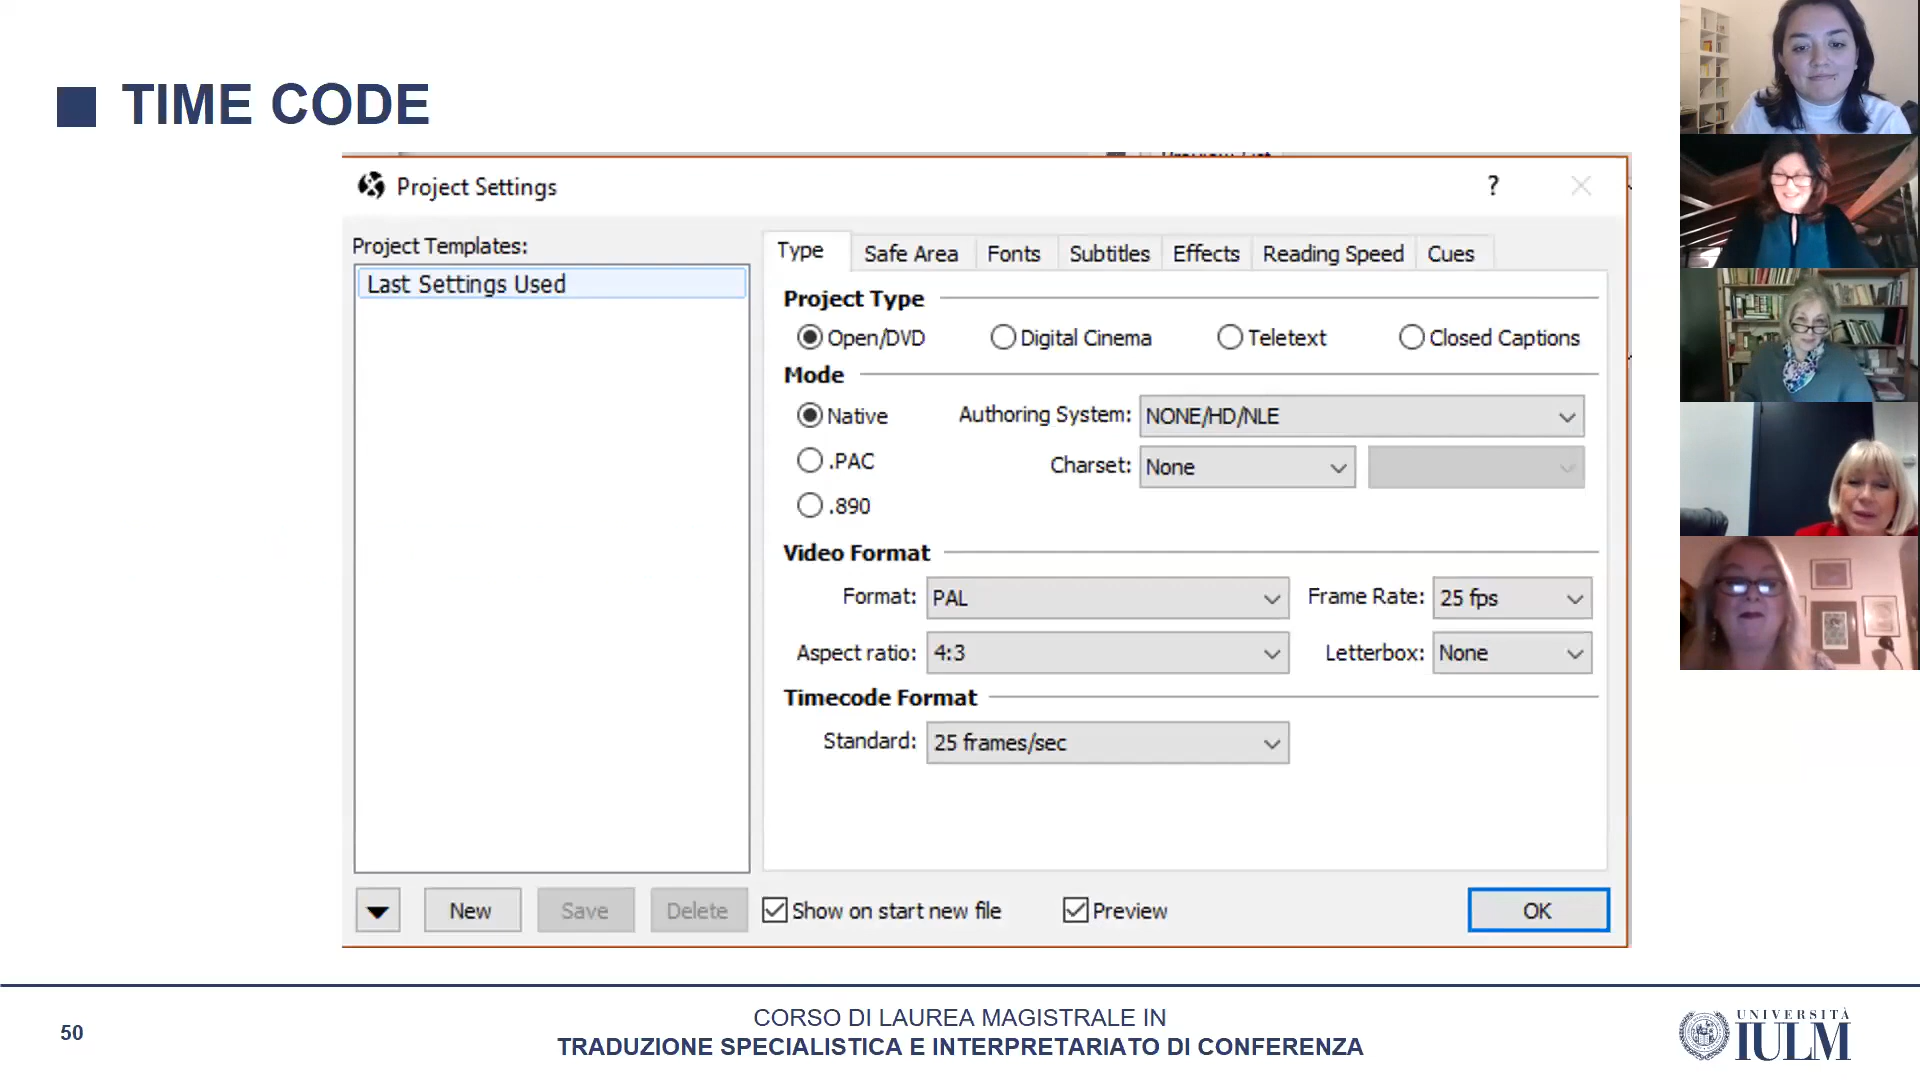 TIME CODE
Project Settings
?
Project Templates:
Last Settings Used
Type Safe Area Fonts Subtitles Effects Reading Speed Cues
Project Type
Open/DVD Digital Cinema Teletext Closed Captions
Mode
Native Authoring System: NONE/HD/NLE
.PAC Charset: None
.890
Video Format
Format: PAL Frame Rate: 25 fps
Aspect ratio: 4:3 Letterbox: None
Timecode Format
Standard: 25 frames/sec
New Save Delete Show on start new file Preview OK
50
CORSO DI LAUREA MAGISTRALE IN
TRADUZIONE SPECIALISTICA E INTERPRETARIATO DI CONFERENZA
UNIVERSITÀ
IULM